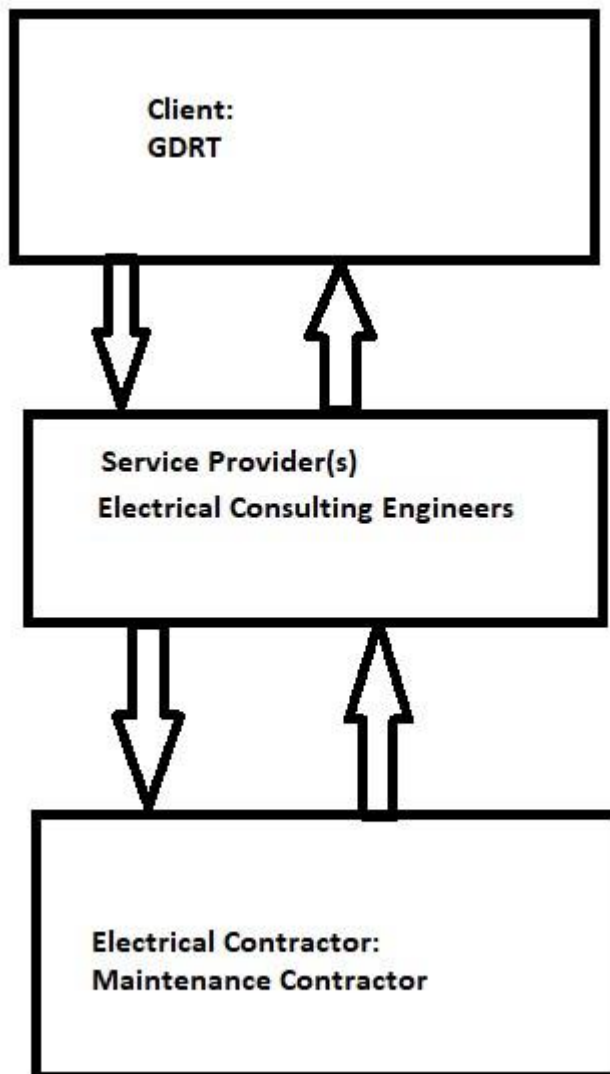 Client:
GDRT
Service Provider(s)
Electrical Consulting Engineers
Electrical Contractor:
Maintenance Contractor